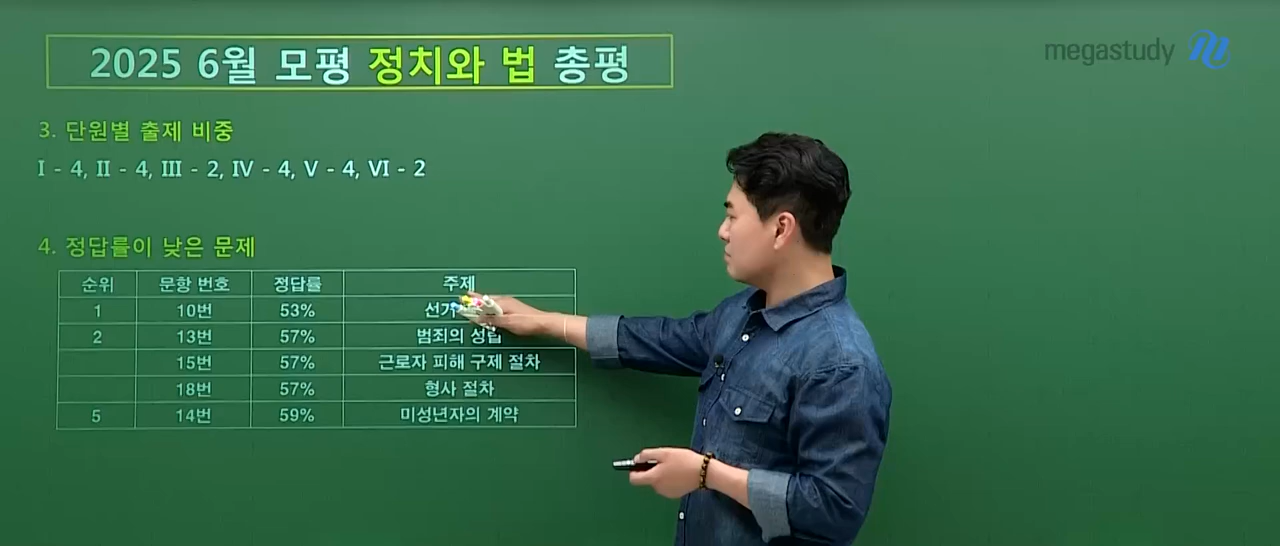 2025 6월 모평 정치와 법 총평
megastudy
3. 단원별 출제 비중
I - 4, II - 4, III - 2, IV - 4, V - 4, VI - 2
4. 정답률이 낮은 문제
순위 문항 번호 정답률 주제
1 10번 53%
2 13번 57% 범죄의 성립
15번 57% 근로자 피해 구제 절차
18번 57% 형사 절차
5 14번 59% 미성년자의 계약